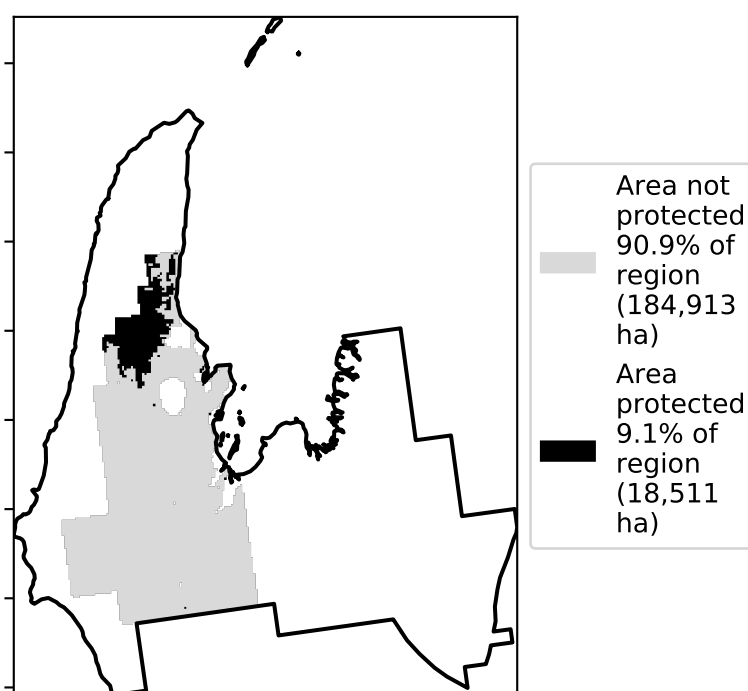 Area not
protected
90.9% of
region
(184,913
ha)
Area
protected
9.1% of
region
(18,511
ha)